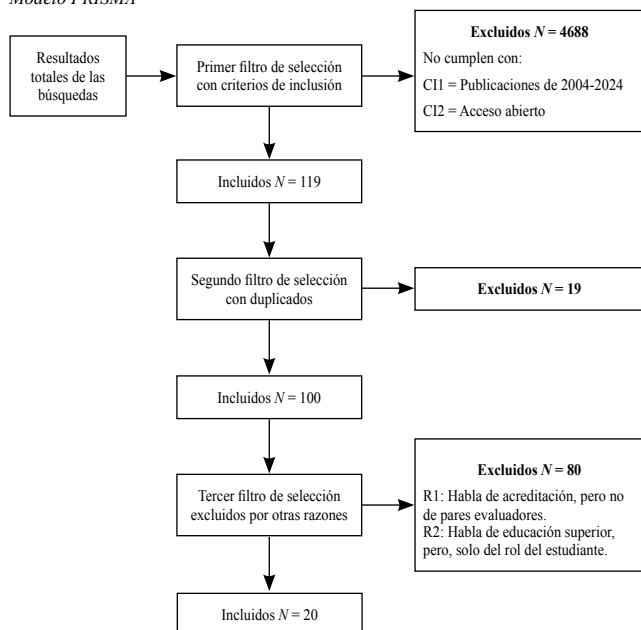 Modelo PRISMA
Resultados
totales de las
búsquedas
Primer filtro de selección
con criterios de inclusión
Excluidos N = 4688
No cumplen con:
CI1 = Publicaciones de 2004-2024
CI2 = Acceso abierto
Incluidos N = 119
Segundo filtro de selección
con duplicados
Excluidos N = 19
Incluidos N = 100
Tercer filtro de selección
excluidos por otras razones
Excluidos N = 80
R1: Habla de acreditación, pero no
de pares evaluadores.
R2: Habla de educación superior,
pero, solo del rol del estudiante.
Incluidos N = 20